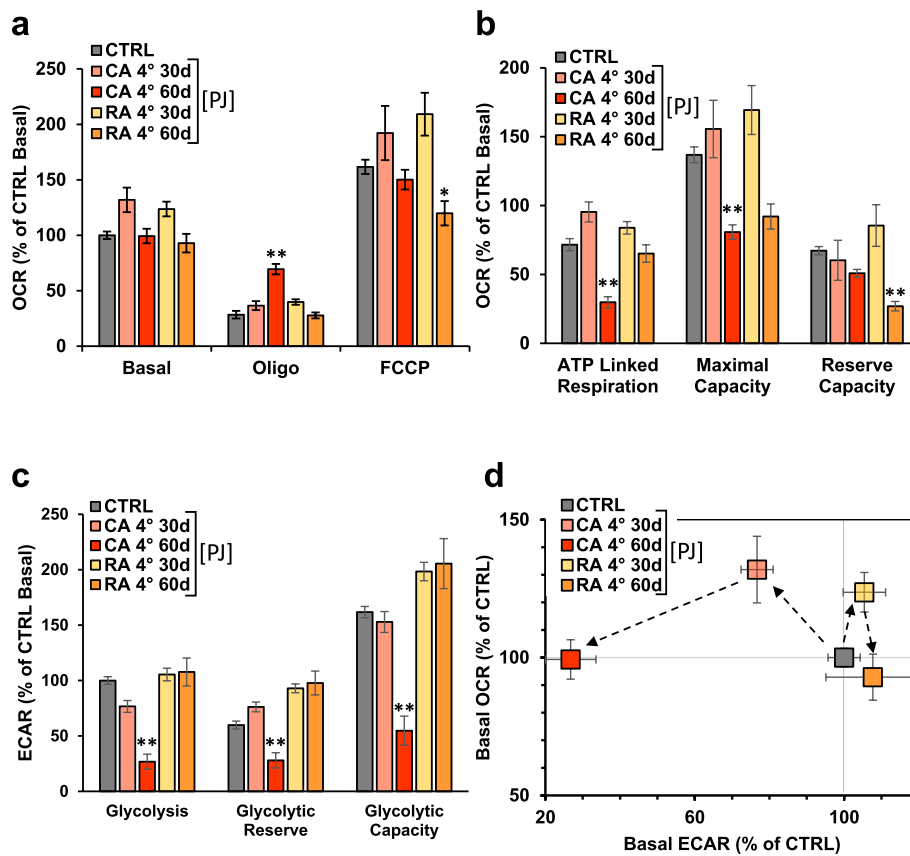 a
CTRL
CA 4° 30d
CA 4° 60d
RA 4° 30d
RA 4° 60d
[PJ]
OCR (% of CTRL Basal)
250
200
150
100
50
0
**
*
Basal
Oligo
FCCP
b
CTRL
CA 4° 30d
CA 4° 60d
RA 4° 30d
RA 4° 60d
[PJ]
OCR (% of CTRL Basal)
200
150
100
50
0
**
**
**
ATP Linked
Respiration
Maximal
Capacity
Reserve
Capacity
c
CTRL
CA 4° 30d
CA 4° 60d
RA 4° 30d
RA 4° 60d
[PJ]
ECAR (% of CTRL Basal)
250
200
150
100
50
0
**
**
**
Glycolysis
Glycolytic
Reserve
Glycolytic
Capacity
d
CTRL
CA 4° 30d
CA 4° 60d
RA 4° 30d
RA 4° 60d
[PJ]
Basal OCR (% of CTRL)
150
100
50
20
60
100
Basal ECAR (% of CTRL)